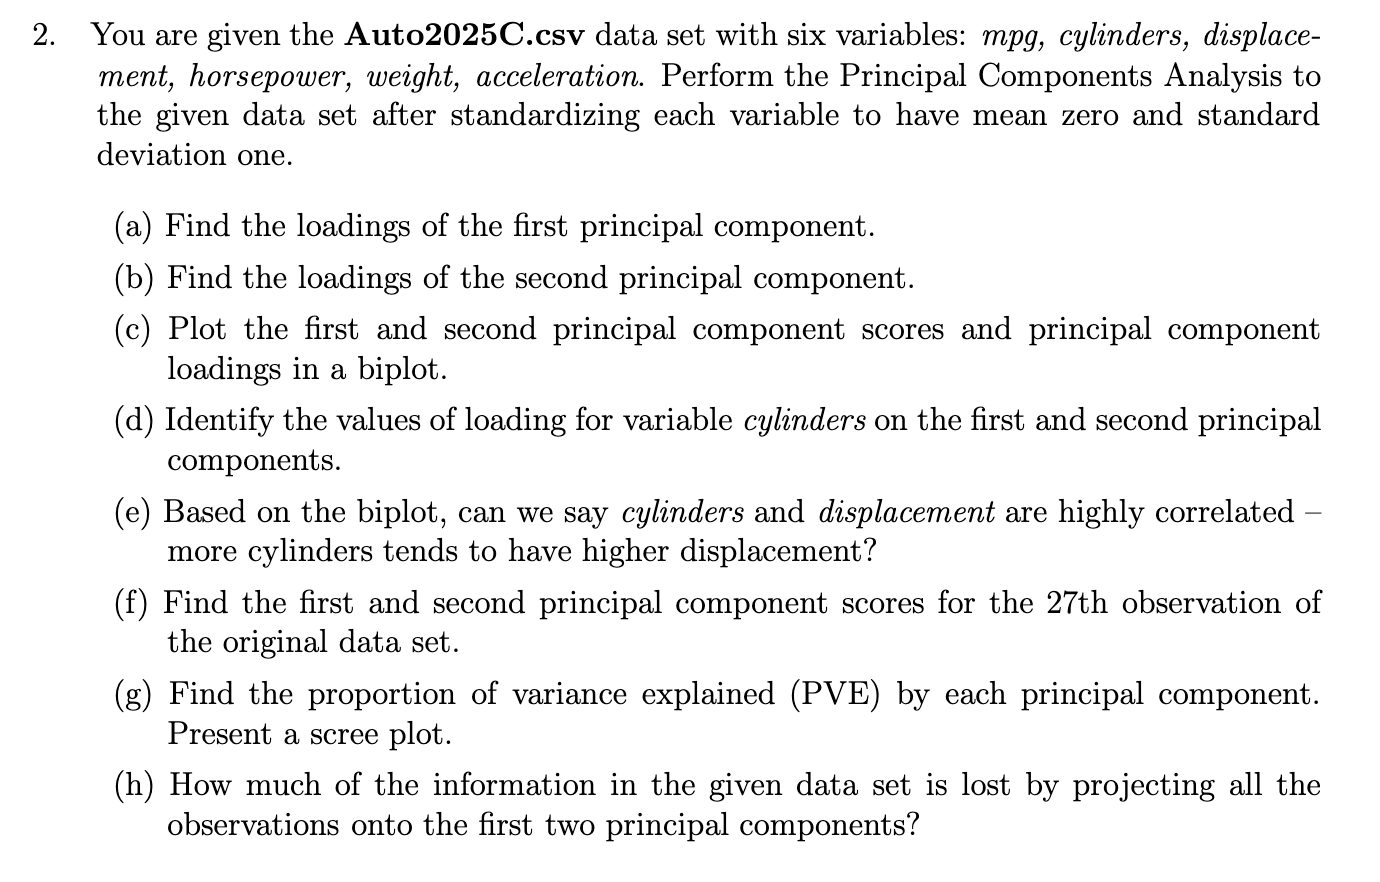 2. You are given the Auto2025C.csv data set with six variables: mpg, cylinders, displace-
ment, horsepower, weight, acceleration. Perform the Principal Components Analysis to
the given data set after standardizing each variable to have mean zero and standard
deviation one.
(a) Find the loadings of the first principal component.
(b) Find the loadings of the second principal component.
(c) Plot the first and second principal component scores and principal component
loadings in a biplot.
(d) Identify the values of loading for variable cylinders on the first and second principal
components.
(e) Based on the biplot, can we say cylinders and displacement are highly correlated –
more cylinders tends to have higher displacement?
(f) Find the first and second principal component scores for the 27th observation of
the original data set.
(g) Find the proportion of variance explained (PVE) by each principal component.
Present a scree plot.
(h) How much of the information in the given data set is lost by projecting all the
observations onto the first two principal components?